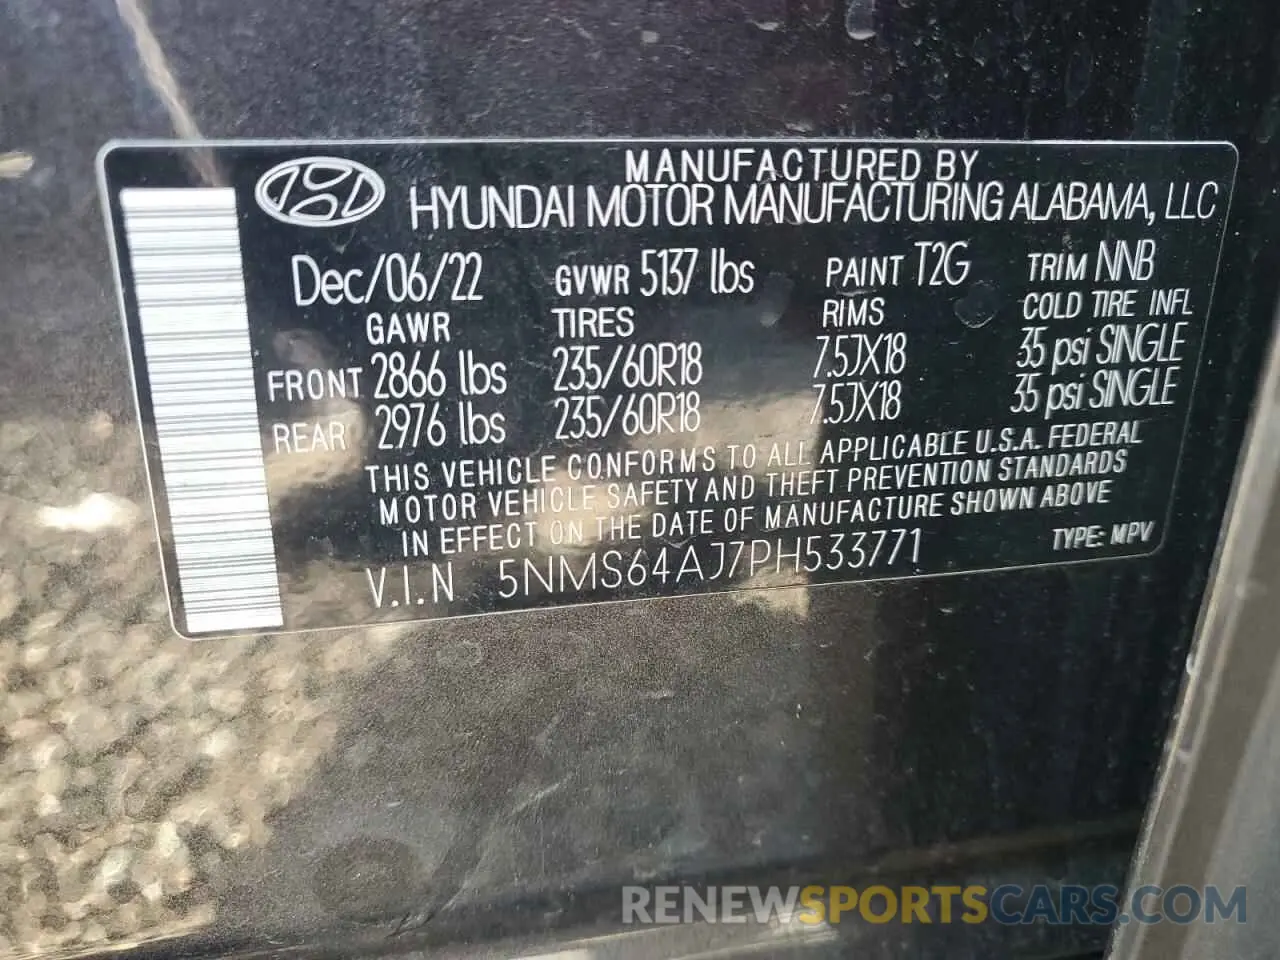 MANUFACTURED BY
HYUNDAI MOTOR MANUFACTURING ALABAMA, LLC
Dec/06/22 GVWR 5137 lbs PAINT T2G TRIM NNB
GAWR TIRES RIMS COLD TIRE INFL
FRONT 2866 lbs 235/60R18 7.5JX18 35 psi SINGLE
REAR 2976 lbs 235/60R18 7.5JX18 35 psi SINGLE
THIS VEHICLE CONFORMS TO ALL APPLICABLE U.S.A. FEDERAL
MOTOR VEHICLE SAFETY AND THEFT PREVENTION STANDARDS
IN EFFECT ON THE DATE OF MANUFACTURE SHOWN ABOVE
V.I.N 5NMS64AJ7PH533771 TYPE: MPV
RENEWSPORTSCARS.COM